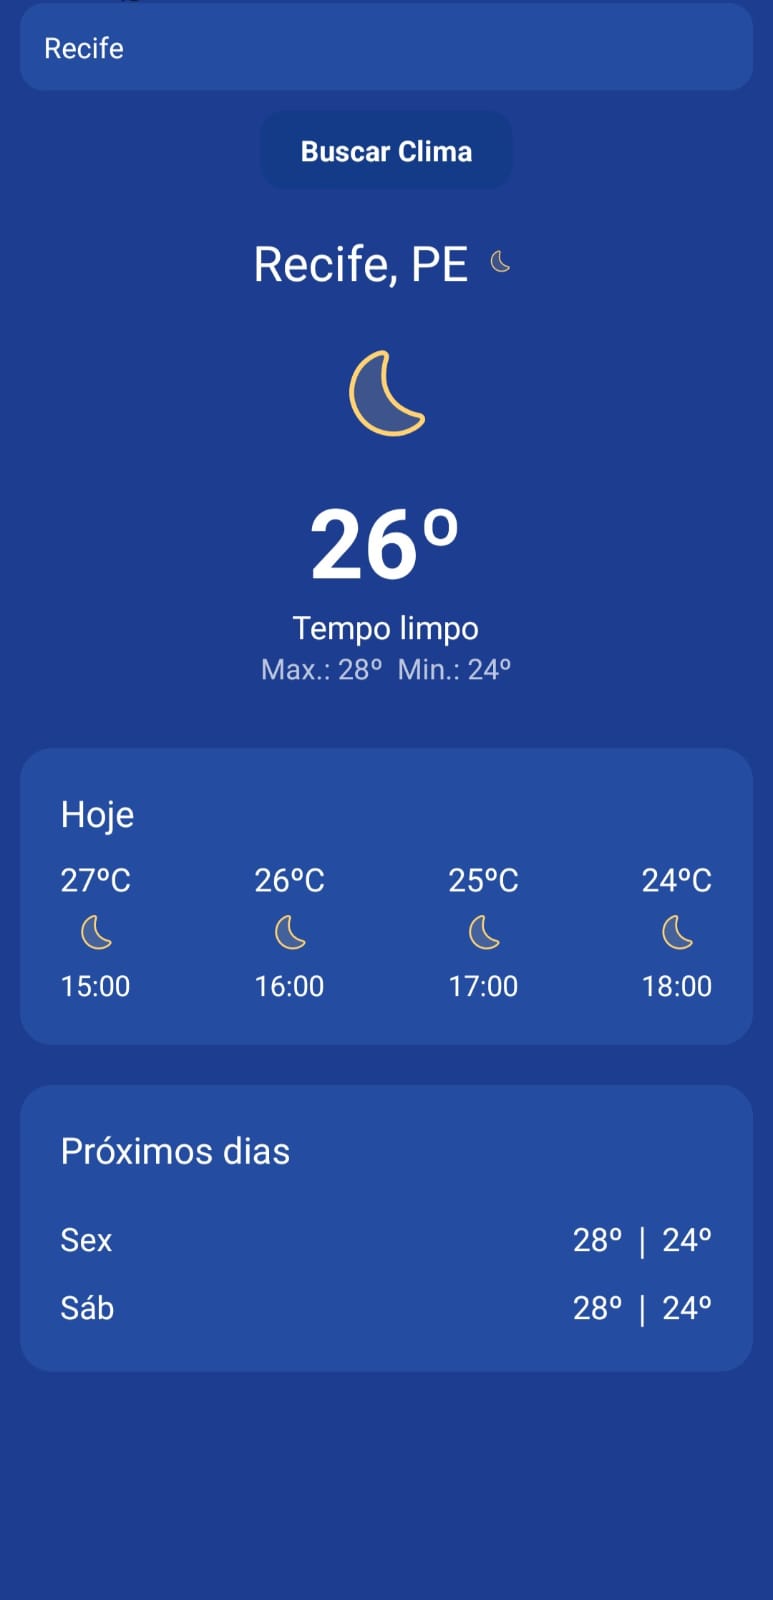 Recife
Buscar Clima
Recife, PE
26º
Tempo limpo
Max.: 28º Min.: 24º
Hoje
27ºC 26ºC 25ºC 24ºC
15:00 16:00 17:00 18:00
Próximos dias
Sex 28º | 24º
Sáb 28º | 24º